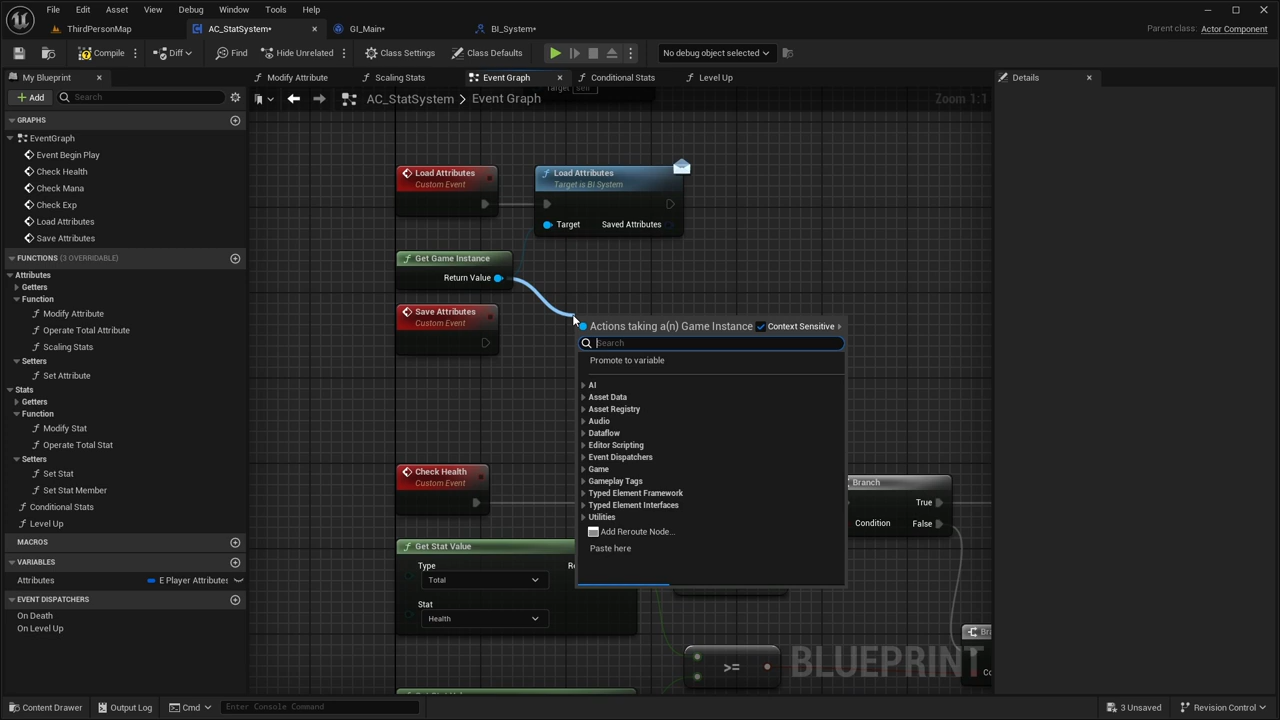 File Edit Asset View Debug Window Tools Help
ThirdPersonMap AC_StatSystem* GI_Main* BI_System* Parent class: Actor Component
Compile Diff Find Hide Unrelated Class Settings Class Defaults No debug object selected
My Blueprint Modify Attribute Scaling Stats Event Graph Conditional Stats Level Up Details
Add Search AC_StatSystem > Event Graph Zoom 1:1
Target self
GRAPHS
EventGraph
Event Begin Play
Check Health
Check Mana
Check Exp
Load Attributes
Save Attributes
FUNCTIONS (3 OVERRIDABLE)
Attributes
Getters
Function
Modify Attribute
Operate Total Attribute
Scaling Stats
Setters
Set Attribute
Stats
Getters
Function
Modify Stat
Operate Total Stat
Setters
Set Stat
Set Stat Member
Conditional Stats
Level Up
MACROS
VARIABLES
Attributes E Player Attributes
EVENT DISPATCHERS
On Death
On Level Up
Load Attributes
Custom Event
Load Attributes
Target is BI System
Target Saved Attributes
Get Game Instance
Return Value
Save Attributes
Custom Event
Actions taking a(n) Game Instance Context Sensitive
Search
Promote to variable
AI
Asset Data
Asset Registry
Audio
Dataflow
Editor Scripting
Event Dispatchers
Game
Gameplay Tags
Typed Element Framework
Typed Element Interfaces
Utilities
Add Reroute Node...
Paste here
Check Health
Custom Event
Get Stat Value
Type
Total
Stat
Health
Branch
True
Condition False
>=
BLUEPRINT
Content Drawer Output Log Cmd Enter Console Command 3 Unsaved Revision Control